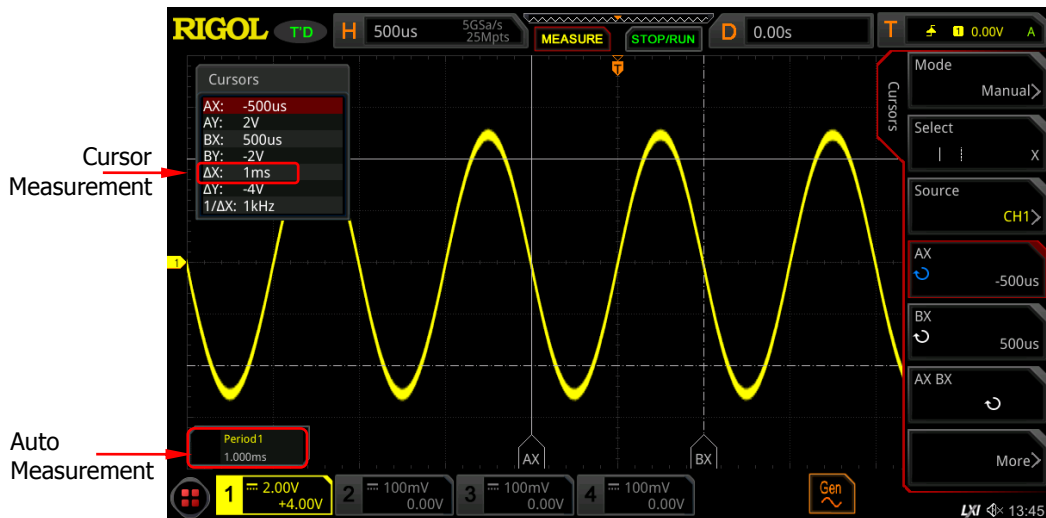 RIGOL T'D H 500us 5GSa/s 25Mpts MEASURE STOP/RUN D 0.00s T 1 0.00V A
T
Cursors
AX: -500us
AY: 2V
BX: 500us
BY: -2V
ΔX: 1ms
ΔY: -4V
1/ΔX: 1kHz
Cursor
Measurement
1
Cursors
Mode
Manual>
Select
X
Source
CH1>
AX
-500us
BX
500us
AX BX
More>
Auto
Measurement
Period1
1.000ms
AX
BX
1 2.00V +4.00V
2 100mV 0.00V
3 100mV 0.00V
4 100mV 0.00V
Gen
LXI 13:45